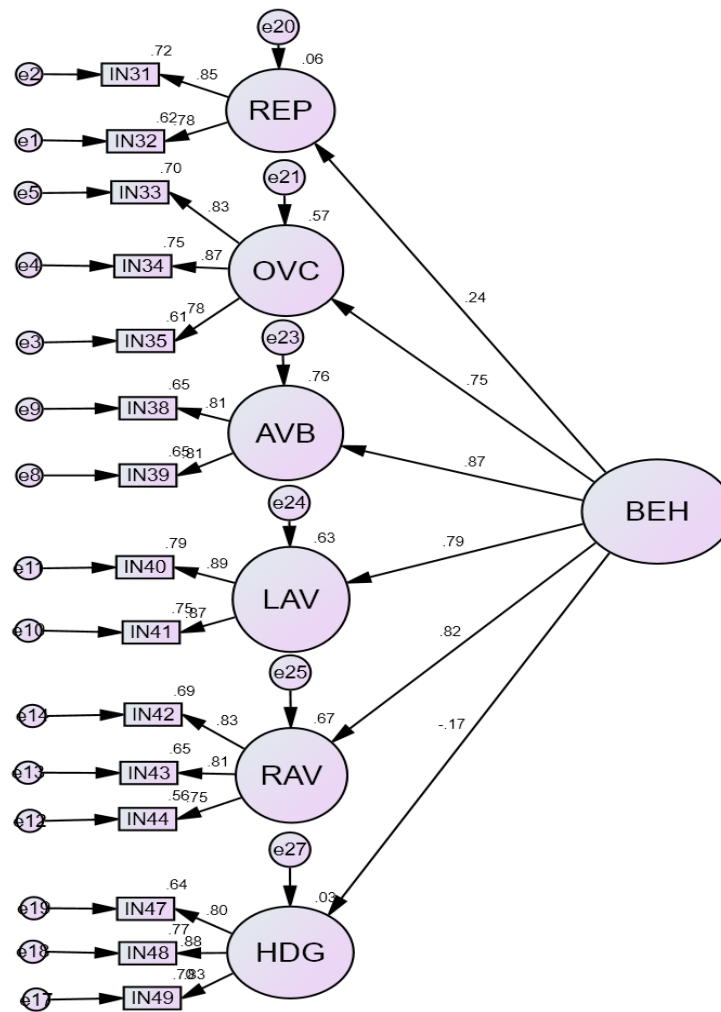 e20
.72
.06
e2
IN31
.85
REP
.62
.78
e1
IN32
.70
e5
IN33
e21
.83
.57
.75
e4
IN34
.87
OVC
.24
.61
.78
e3
IN35
e23
.75
.65
.76
e9
IN38
.81
AVB
.65
.81
e8
IN39
.87
e24
BEH
.79
.63
.79
e11
IN40
.89
LAV
.75
.87
e10
IN41
e25
.82
.69
e14
IN42
.83
.67
.65
-.17
e13
IN43
.81
RAV
.56
.75
e12
IN44
e27
.64
.03
e19
IN47
.80
.77
.88
e18
IN48
HDG
.70
.83
e17
IN49